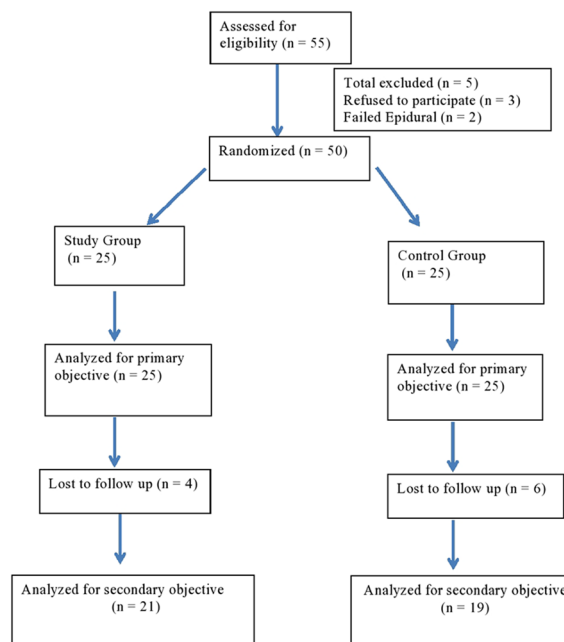 Assessed for
eligibility (n = 55)
Total excluded (n = 5)
Refused to participate (n = 3)
Failed Epidural (n = 2)
Randomized (n = 50)
Study Group
(n = 25)
Control Group
(n = 25)
Analyzed for primary
objective (n = 25)
Analyzed for primary
objective (n = 25)
Lost to follow up (n = 4)
Lost to follow up (n = 6)
Analyzed for secondary objective
(n = 21)
Analyzed for secondary objective
(n = 19)